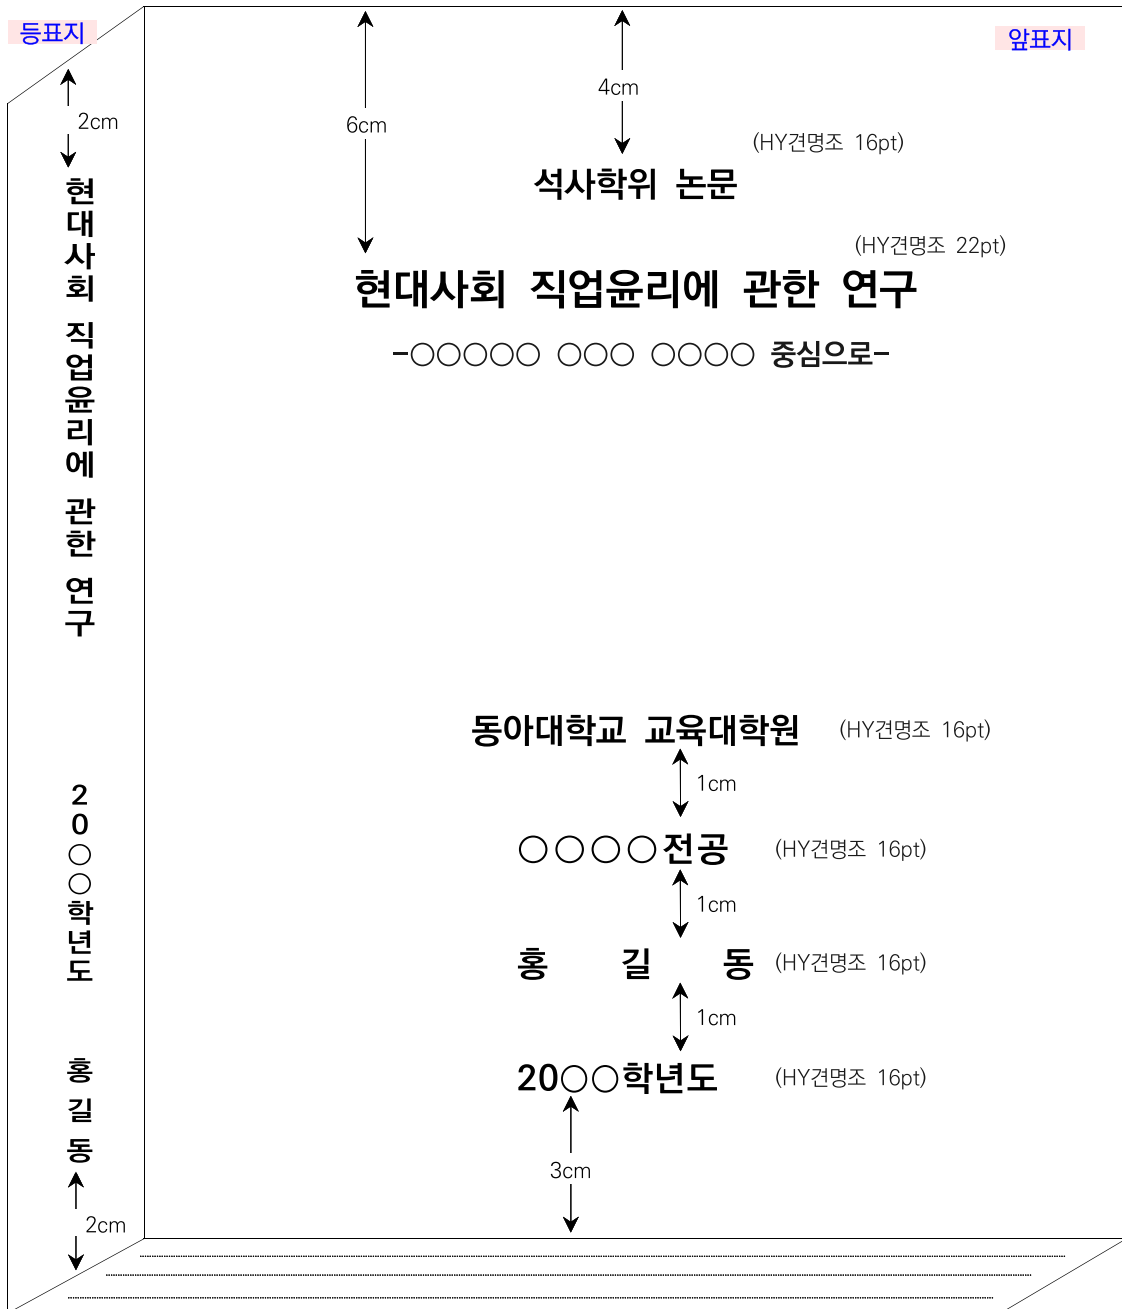 등표지
앞표지
4cm
2cm
6cm
(HY견명조 16pt)
석사학위 논문
(HY견명조 22pt)
현대사회 직업윤리에 관한 연구
-○○○○○ ○○○ ○○○○ 중심으로-
현대사회 직업윤리에 관한 연구
동아대학교 교육대학원 (HY견명조 16pt)
1cm
○○○○전공 (HY견명조 16pt)
1cm
홍 길 동 (HY견명조 16pt)
1cm
20○○학년도 (HY견명조 16pt)
3cm
20○○학년도
홍길동
2cm